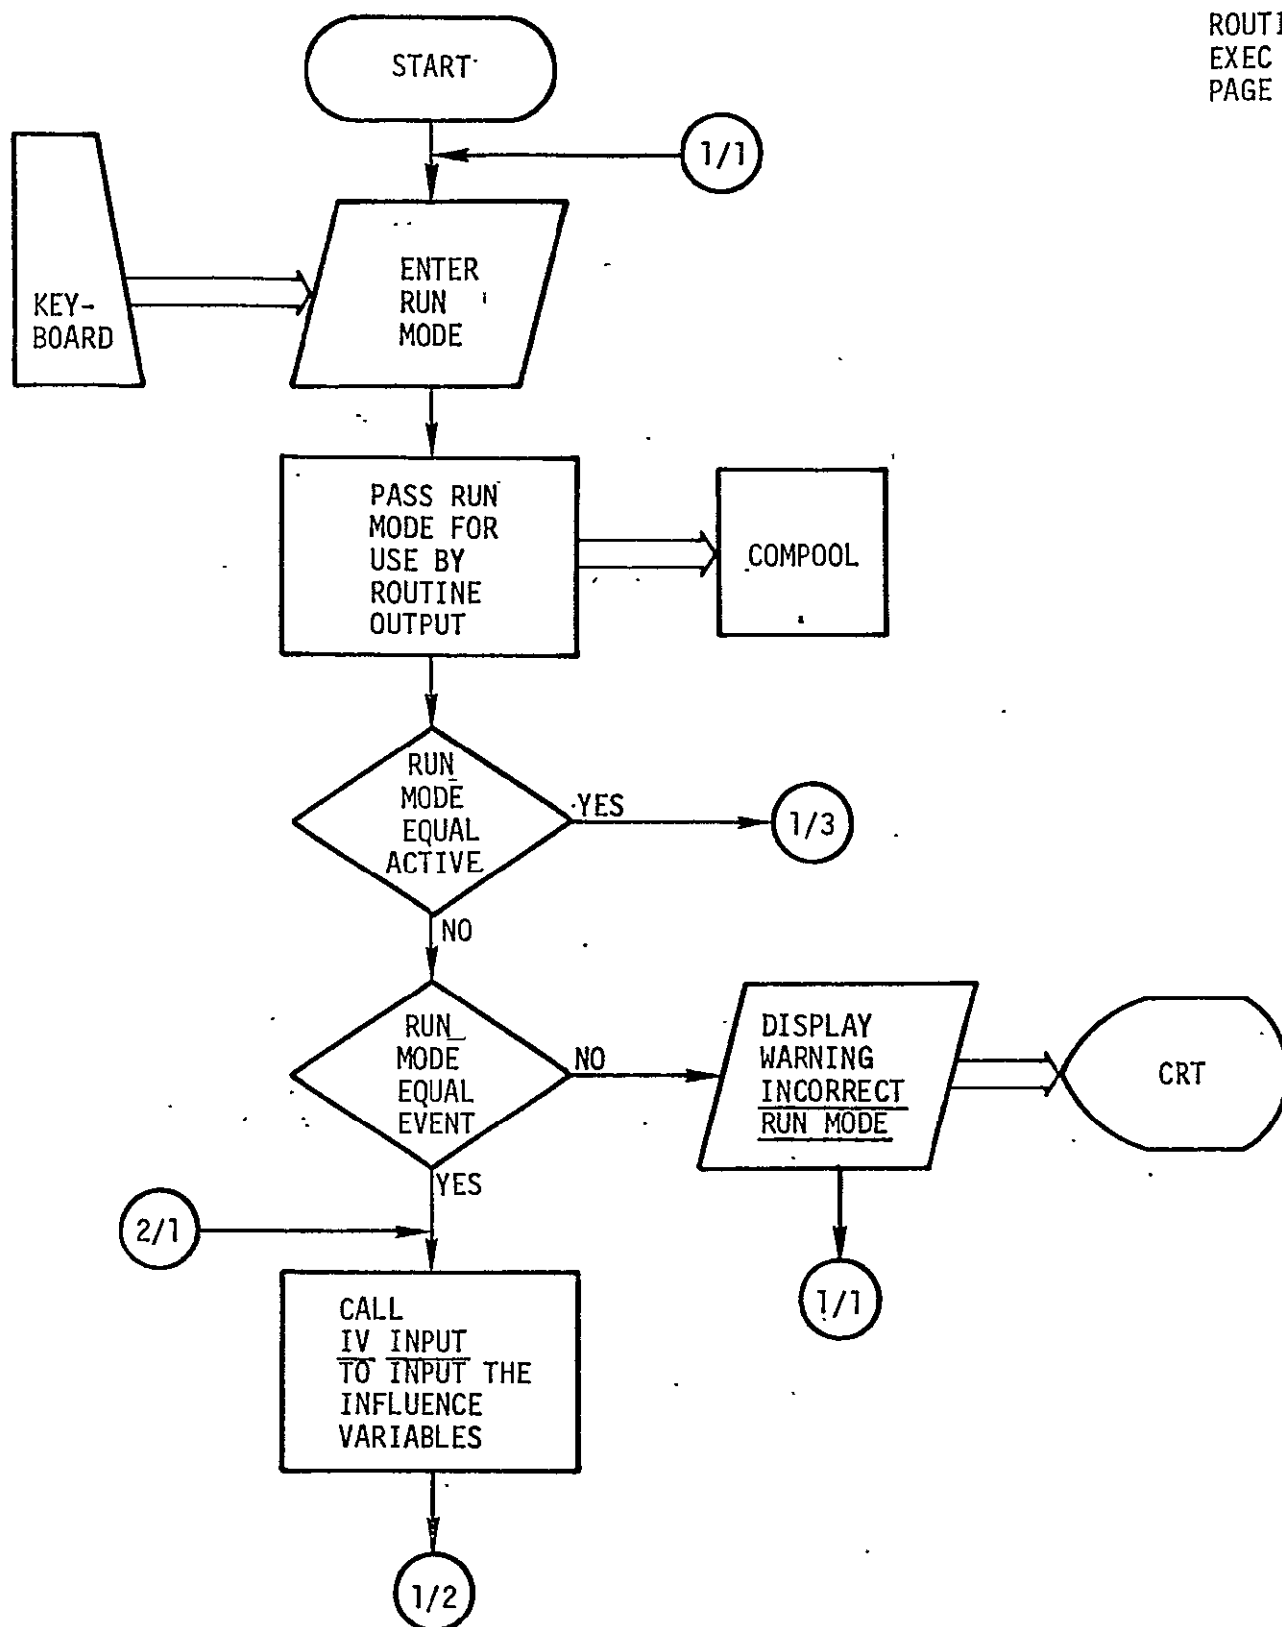 EXEC
PAGE
START
1/1
KEY-
BOARD
ENTER
RUN
MODE
PASS RUN
MODE FOR
USE BY
ROUTINE
OUTPUT
COMPOOL
RUN
MODE
EQUAL
ACTIVE
YES
1/3
NO
RUN
MODE
EQUAL
EVENT
NO
DISPLAY
WARNING
INCORRECT
RUN MODE
CRT
YES
2/1
1/1
CALL
IV INPUT
TO INPUT THE
INFLUENCE
VARIABLES
1/2